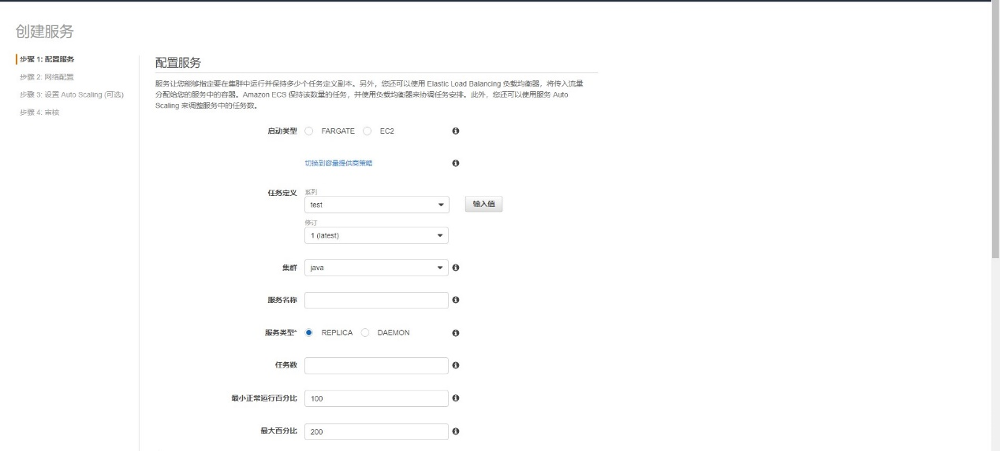 创建服务
步骤 1: 配置服务
步骤 2: 网络配置
步骤 3: 设置 Auto Scaling (可选)
步骤 4: 审核
配置服务
服务让您能够指定要在集群中运行并保持多少个任务定义副本。另外，您还可以使用 Elastic Load Balancing 负载均衡器，将传入流量
分配给您的服务中的容器。Amazon ECS 保持该数量的任务，并使用负载均衡器来协调任务安排。此外，您还可以使用服务 Auto
Scaling 来调整服务中的任务数。
启动类型 FARGATE EC2
切换到容量提供商策略
任务定义 系列
test 输入值
修订
1 (latest)
集群 java
服务名称
服务类型* REPLICA DAEMON
任务数
最小正常运行百分比 100
最大百分比 200